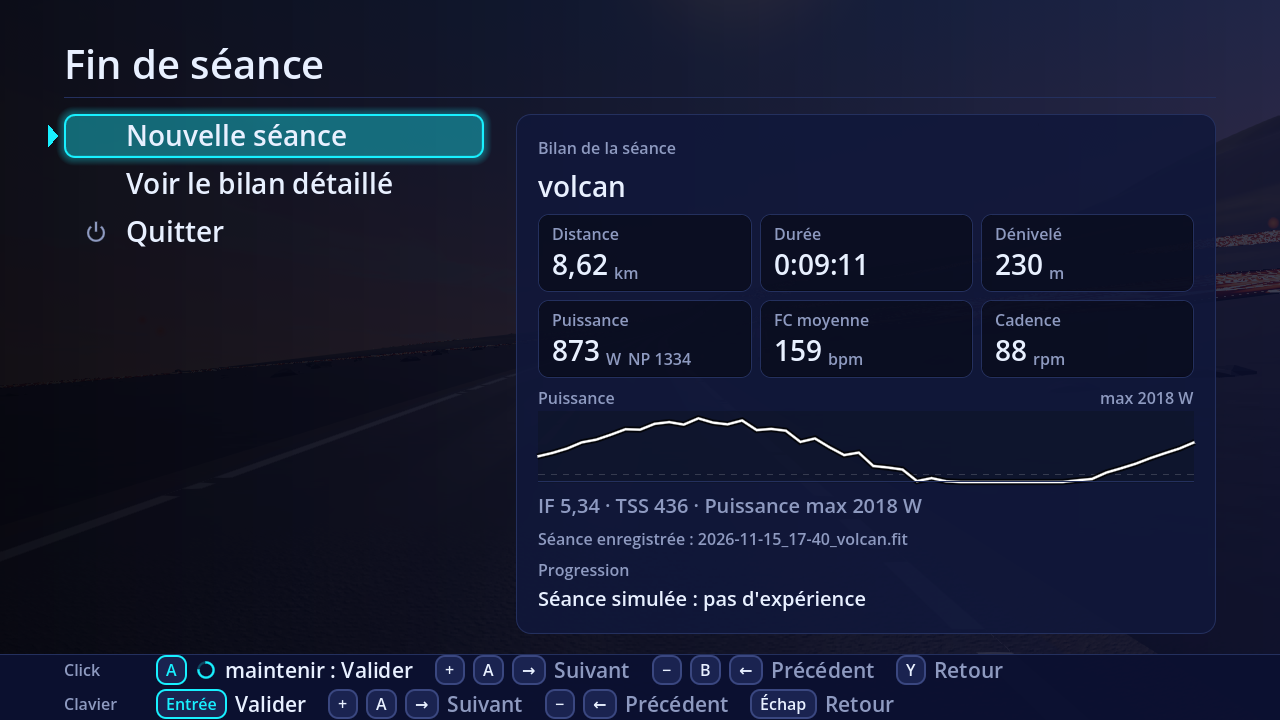 Fin de séance
Nouvelle séance
Voir le bilan détaillé
Quitter
Bilan de la séance
volcan
Distance
8,62 km
Durée
0:09:11
Dénivelé
230 m
Puissance
873 W NP 1334
FC moyenne
159 bpm
Cadence
88 rpm
Puissance
max 2018 W
IF 5,34 · TSS 436 · Puissance max 2018 W
Séance enregistrée : 2026-11-15_17-40_volcan.fit
Progression
Séance simulée : pas d'expérience
Click A maintenir : Valider + A → Suivant − B ← Précédent Y Retour
Clavier Entrée Valider + A → Suivant − ← Précédent Échap Retour